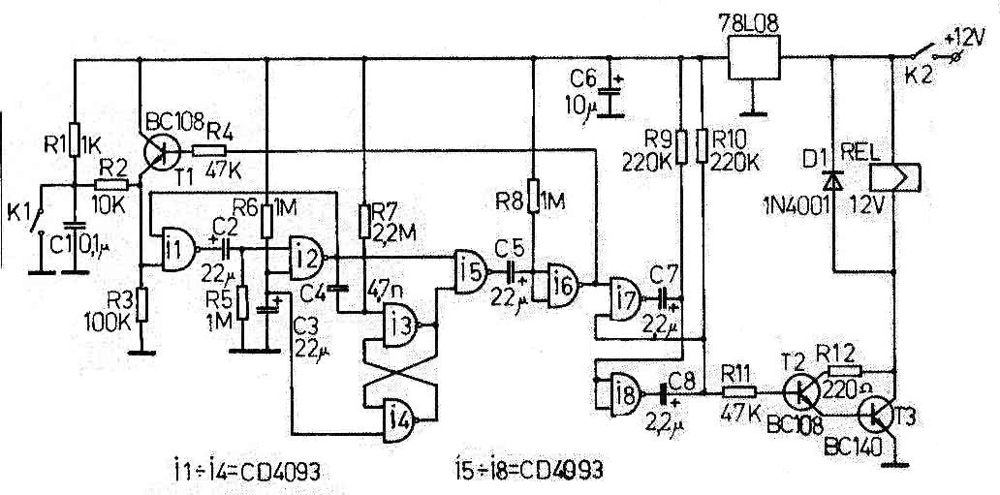 78L08
+12V
K2
C6
+
10µ
BC108
R4
T1
47K
R1
1K
R2
10K
K1
C1
0,1µ
R9
220K
R10
220K
D1
1N4001
REL
12V
R6
1M
R7
2,2M
R8
1M
i1
+
C2
22µ
i2
i5
C5
+
22µ
i6
C7
+
22µ
i7
R3
100K
R5
1M
C4
47n
+
C3
22µ
i3
i4
i8
C8
+
2,2µ
R11
47K
T2
BC108
R12
220Ω
T3
BC140
i1÷i4=CD4093
i5÷i8=CD4093